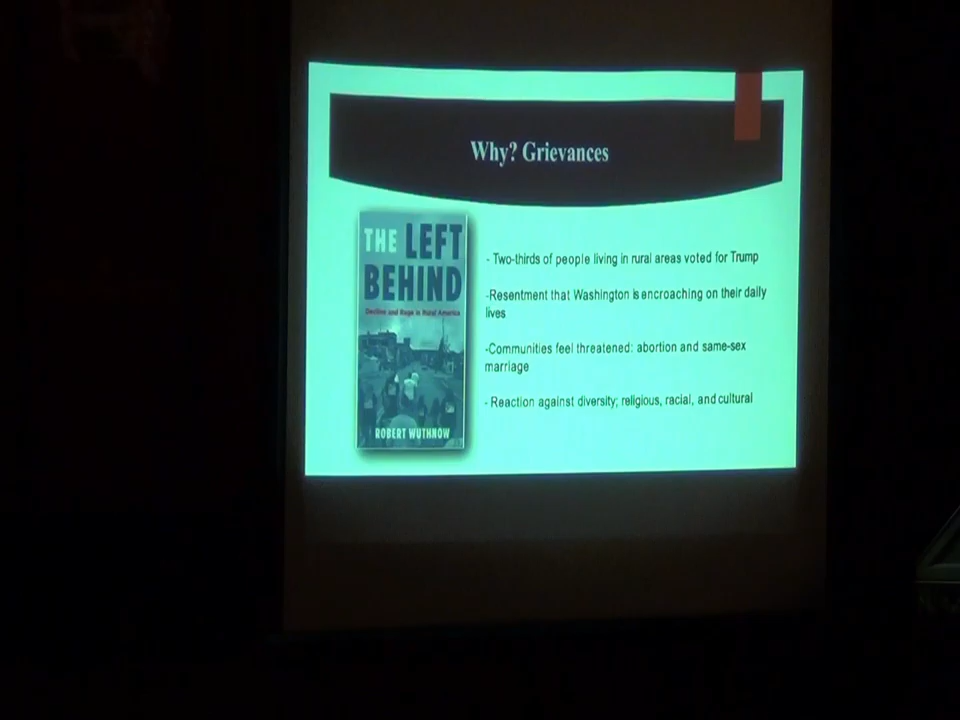 Why? Grievances
THE LEFT
BEHIND
Decline and Rage in Rural America
ROBERT WUTHNOW
- Two-thirds of people living in rural areas voted for Trump
-Resentment that Washington is encroaching on their daily
lives
-Communities feel threatened: abortion and same-sex
marriage
- Reaction against diversity; religious, racial, and cultural